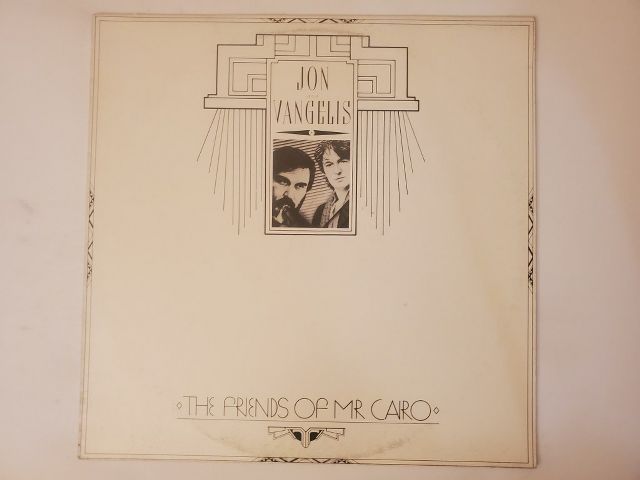 JON
VANGELIS
THE FRIENDS OF MR CAIRO